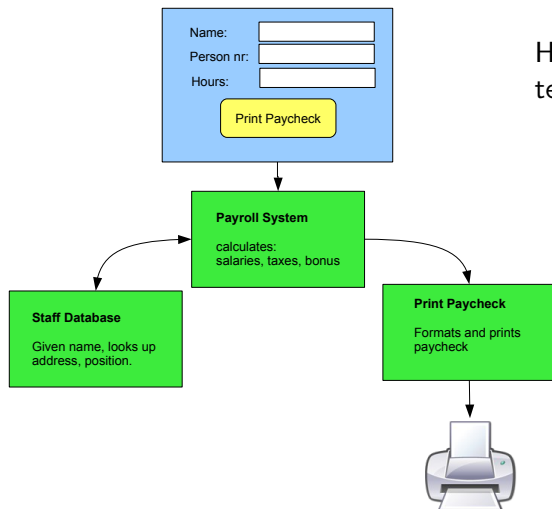 Name:
Person nr:
Hours:
Print Paycheck
Payroll System
calculates:
salaries, taxes, bonus
Staff Database
Given name, looks up
address, position.
Print Paycheck
Formats and prints
paycheck